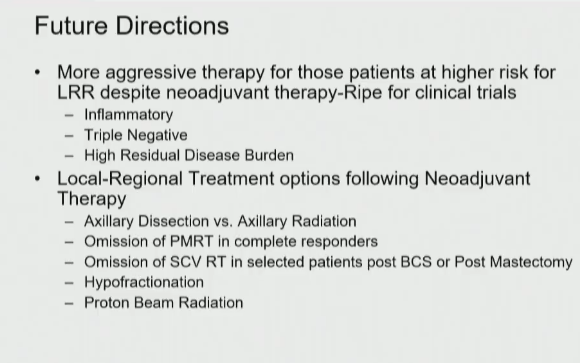 Future Directions
• More aggressive therapy for those patients at higher risk for
LRR despite neoadjuvant therapy-Ripe for clinical trials
– Inflammatory
– Triple Negative
– High Residual Disease Burden
• Local-Regional Treatment options following Neoadjuvant
Therapy
– Axillary Dissection vs. Axillary Radiation
– Omission of PMRT in complete responders
– Omission of SCV RT in selected patients post BCS or Post Mastectomy
– Hypofractionation
– Proton Beam Radiation